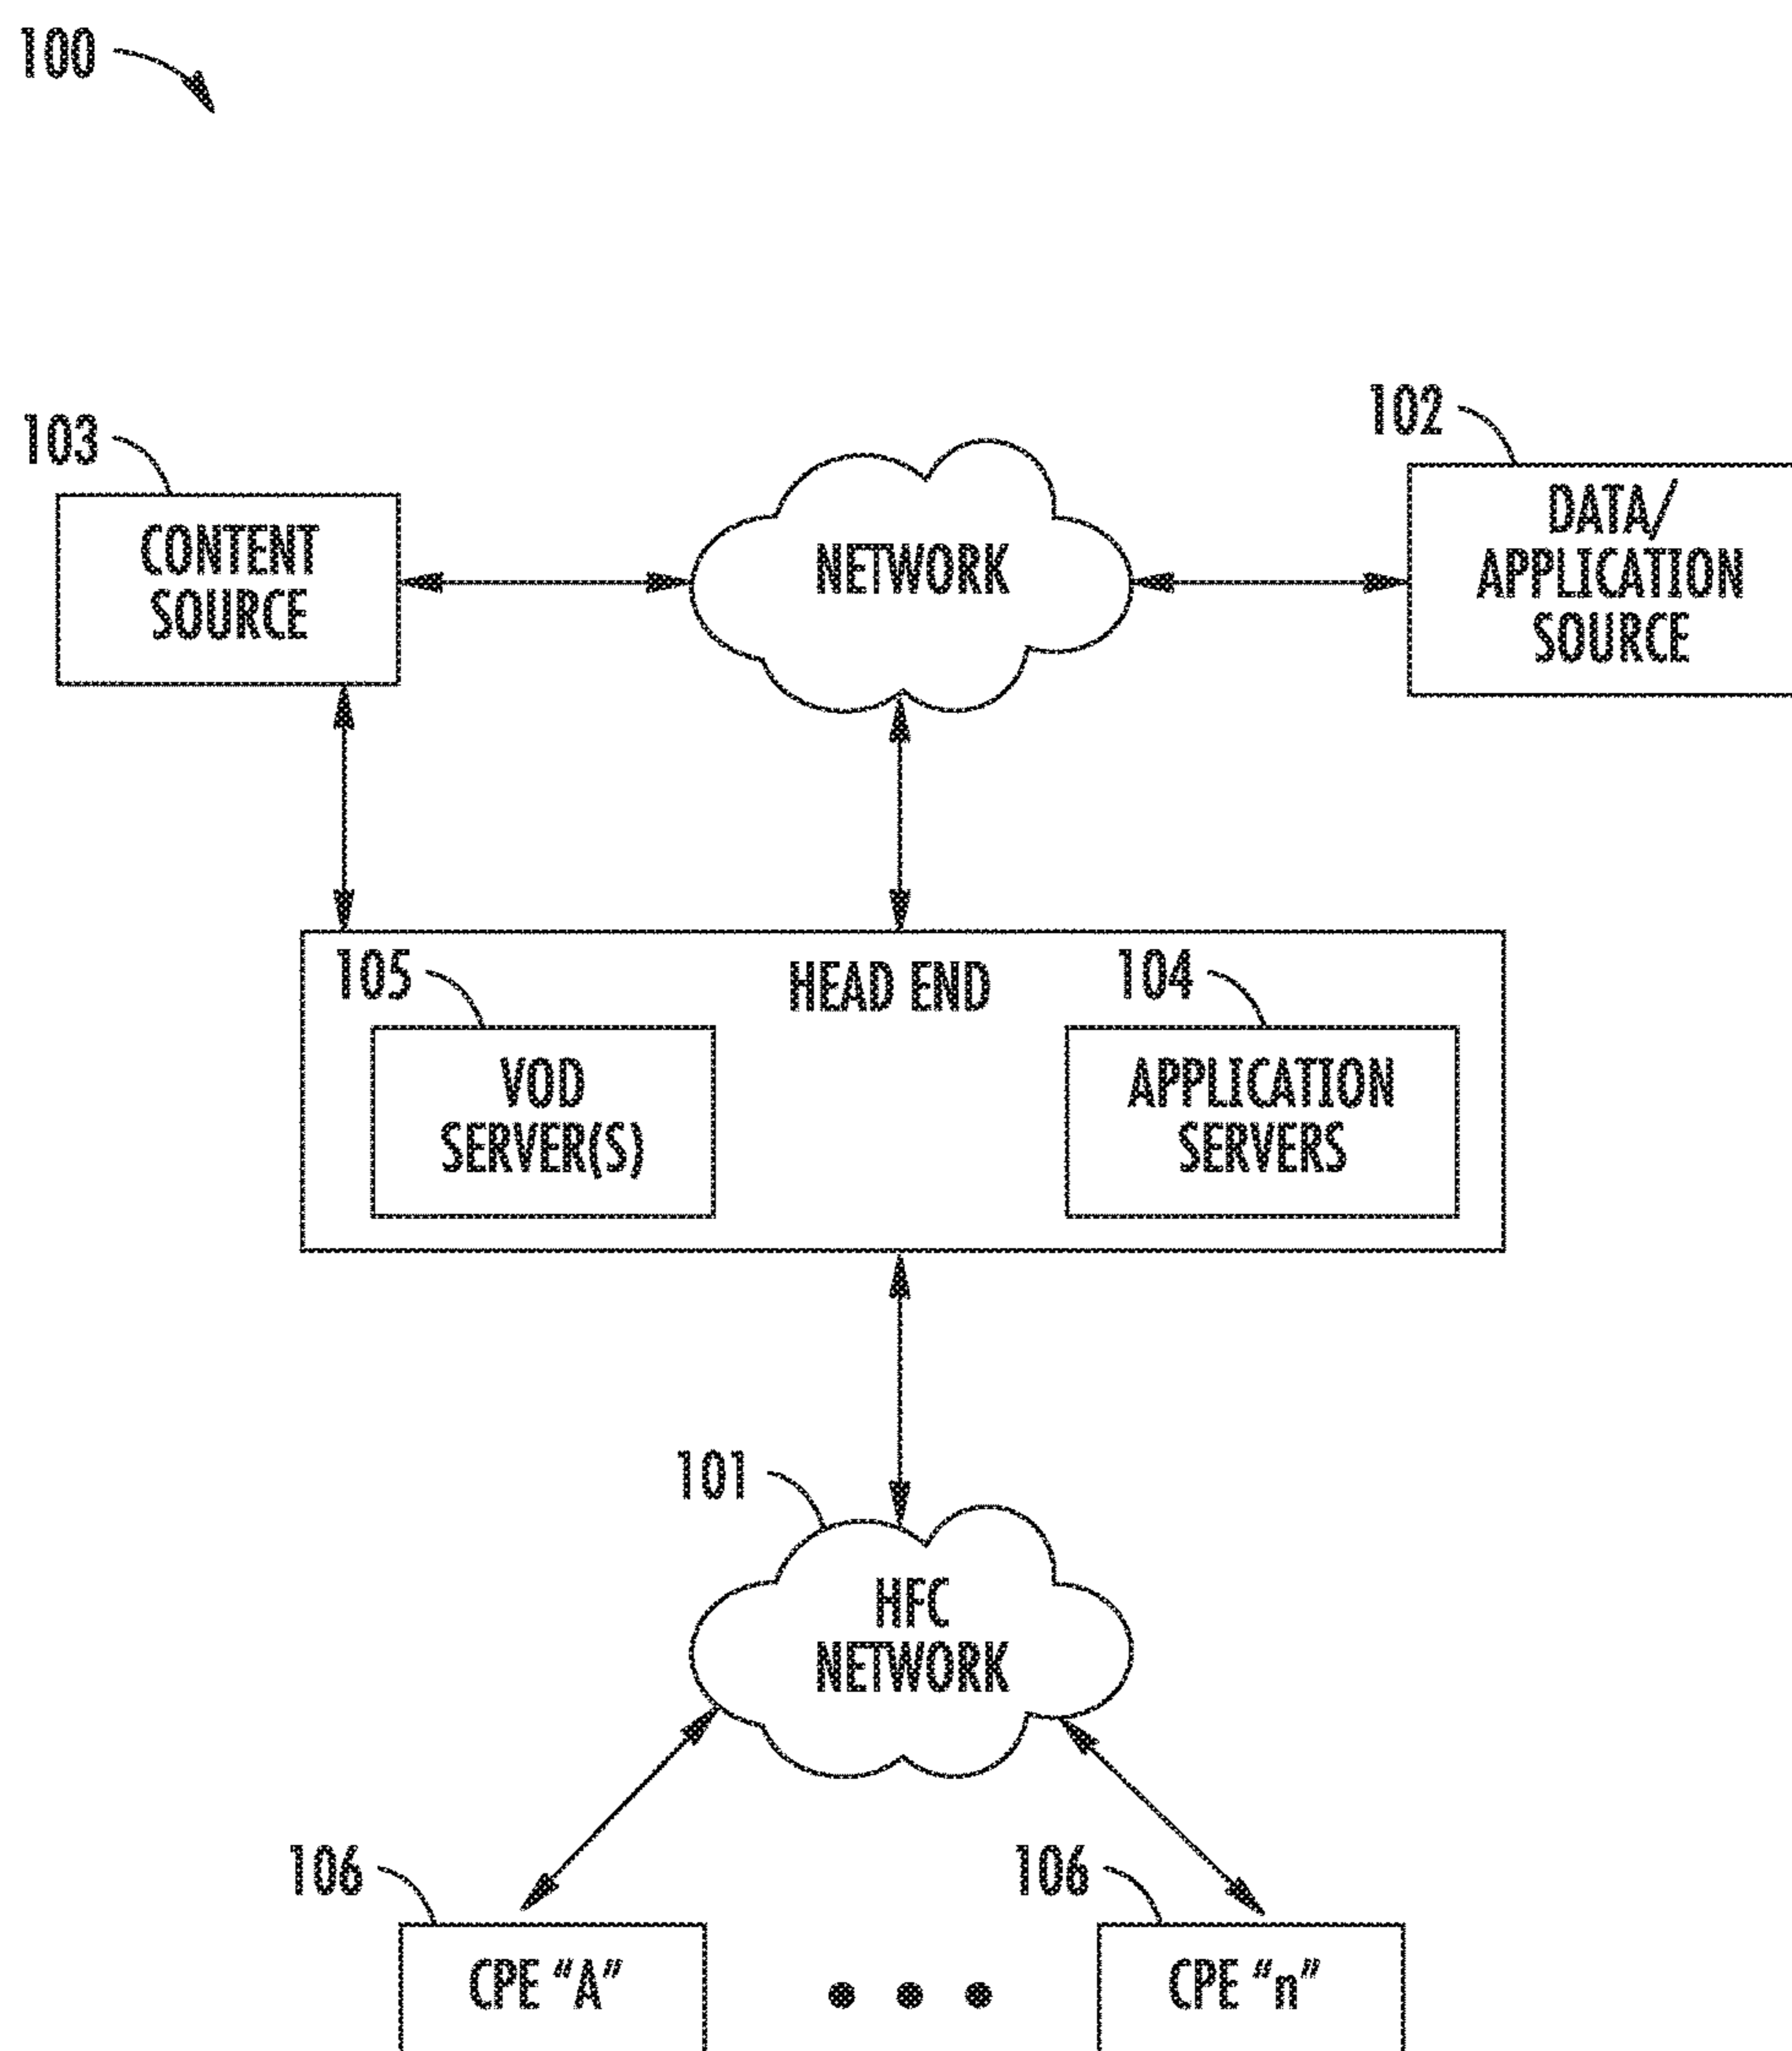 100
103
CONTENT
SOURCE
NETWORK
102
DATA/
APPLICATION
SOURCE
HEAD END
105
VOD
SERVER(S)
104
APPLICATION
SERVERS
101
HFC
NETWORK
106
CPE “A”
106
CPE “n”